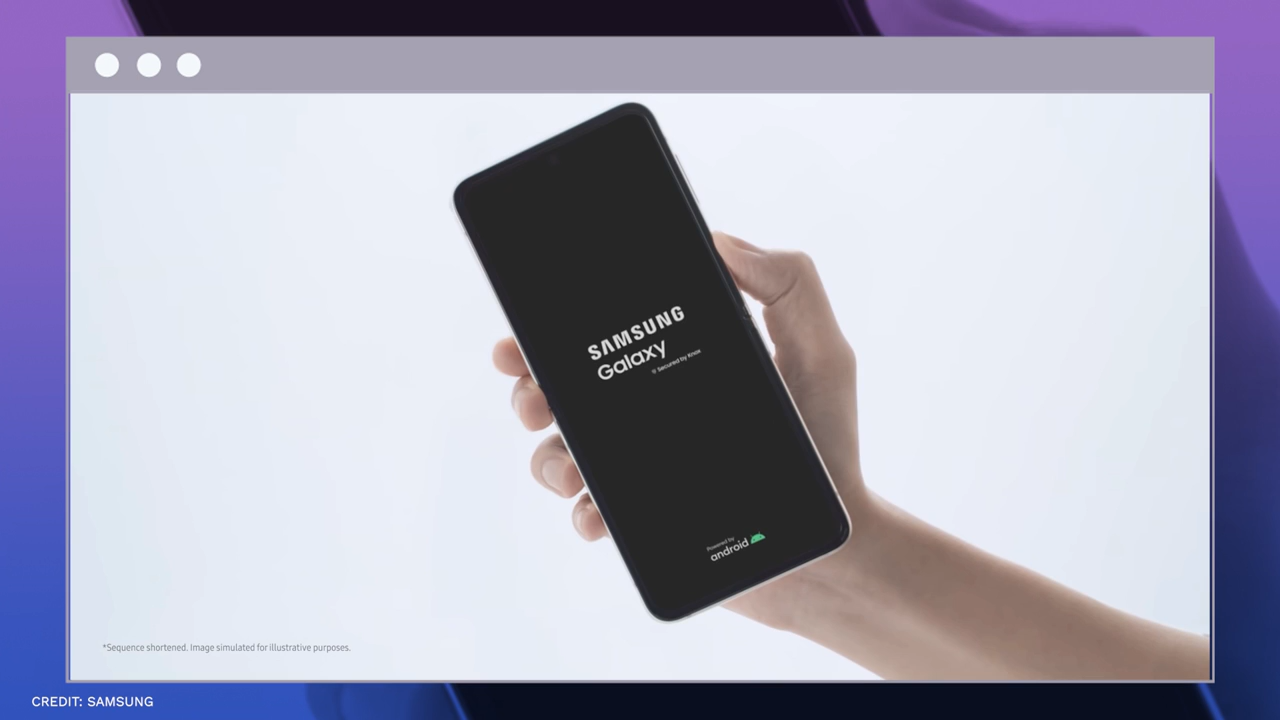 SAMSUNG
Galaxy
Secured by Knox
Powered by
android
*Sequence shortened. Image simulated for illustrative purposes.
CREDIT: SAMSUNG